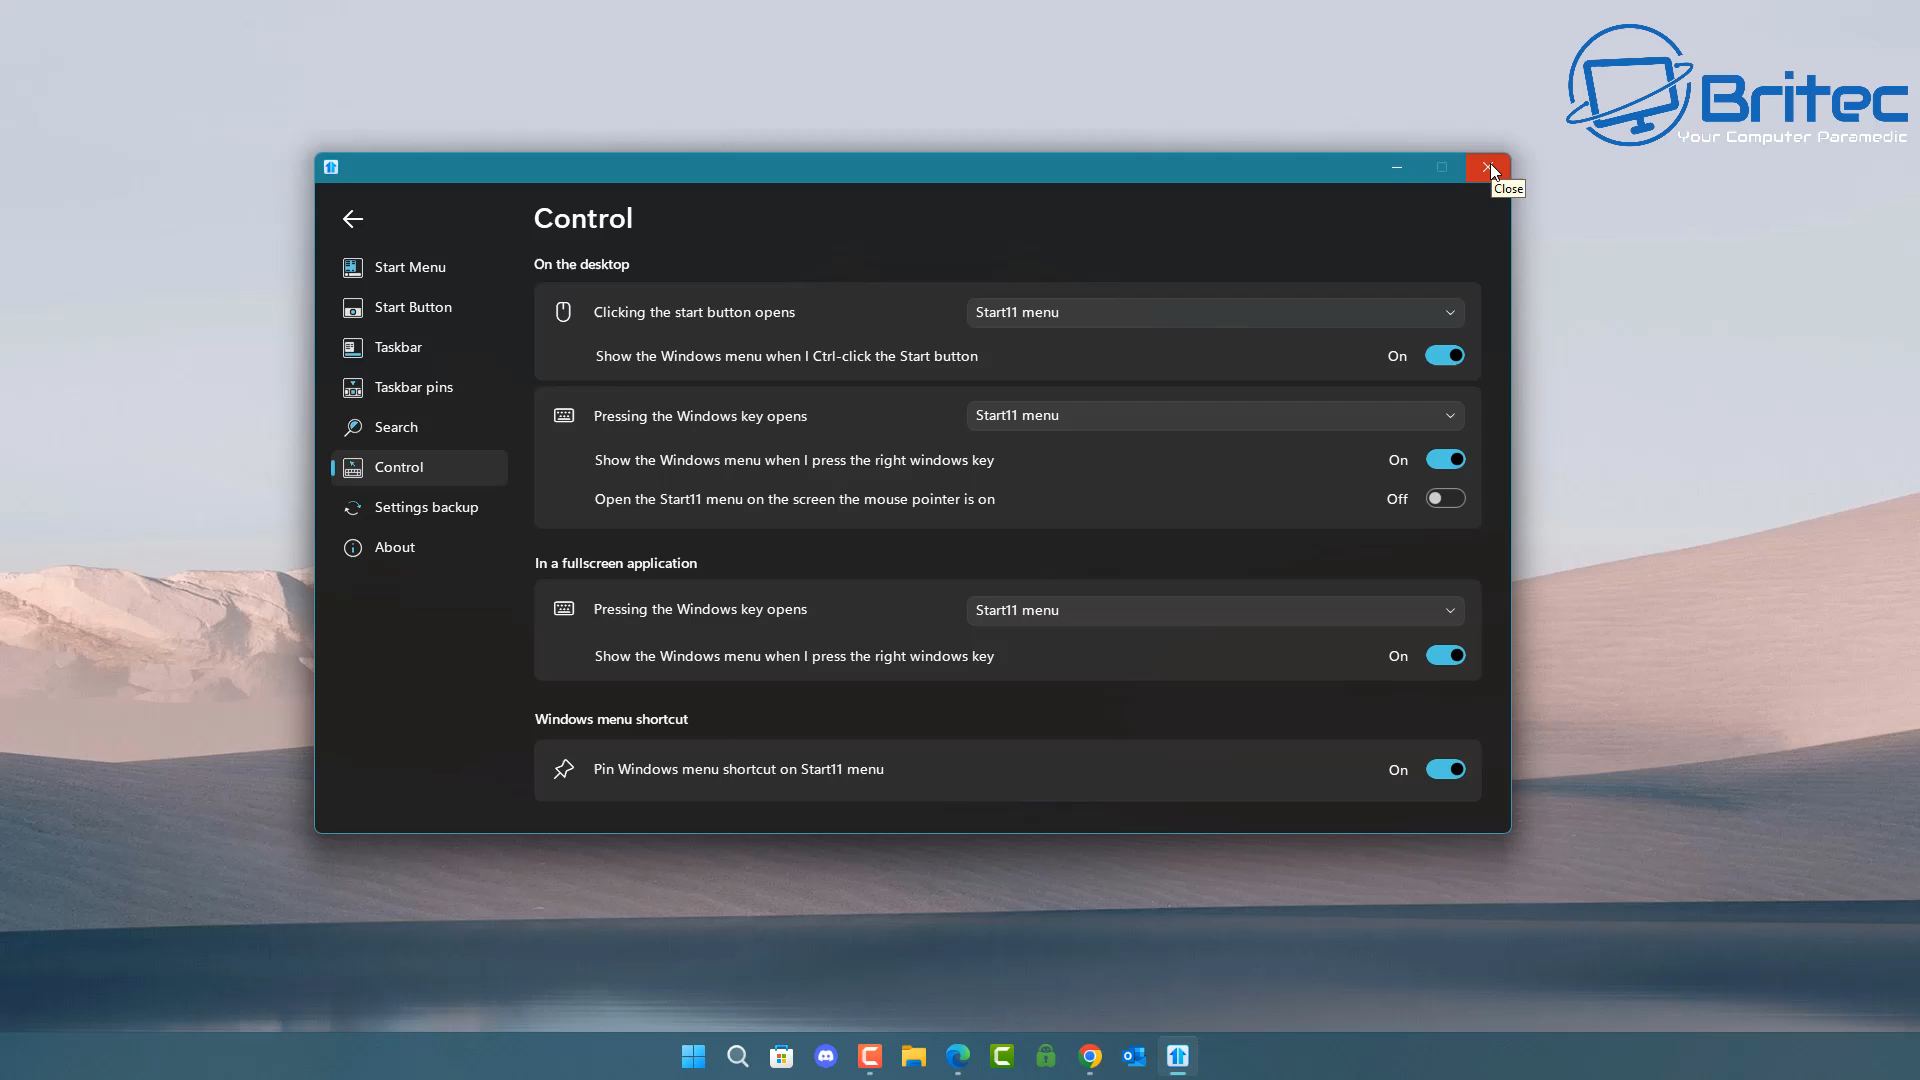 Britec
Your Computer Paramedic
Close
Control
Start Menu
Start Button
Taskbar
Taskbar pins
Search
Control
Settings backup
About
On the desktop
Clicking the start button opens
Start11 menu
Show the Windows menu when I Ctrl-click the Start button
On
Pressing the Windows key opens
Start11 menu
Show the Windows menu when I press the right windows key
On
Open the Start11 menu on the screen the mouse pointer is on
Off
In a fullscreen application
Pressing the Windows key opens
Start11 menu
Show the Windows menu when I press the right windows key
On
Windows menu shortcut
Pin Windows menu shortcut on Start11 menu
On